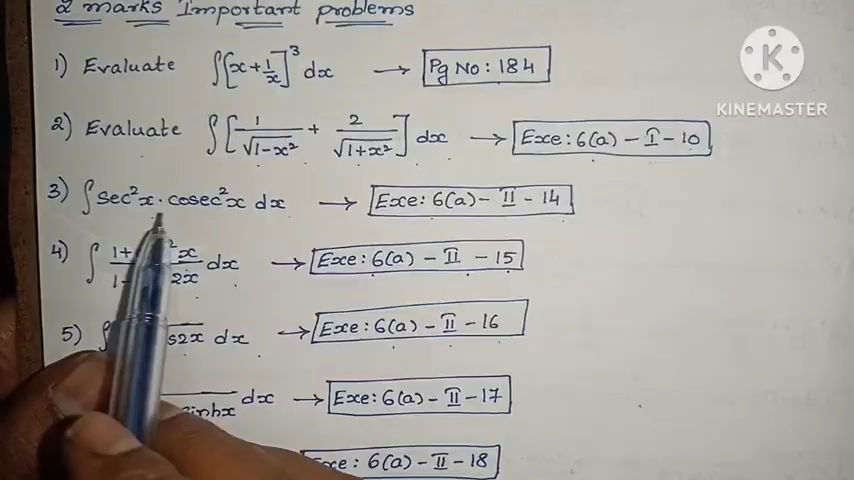 2 marks Important problems
1) Evaluate ∫[x+1/x]³ dx → Pg No: 184
KINEMASTER
2) Evaluate ∫[1/√1-x² + 2/√1+x²] dx → Exe: 6(a) - I - 10
3) ∫sec²x·cosec²x dx → Exe: 6(a) - II - 14
4) ∫ 1+ ²x / 1- 2x dx → Exe: 6(a) - II - 15
5) ∫ s2x dx → Exe: 6(a) - II - 16
inhx dx → Exe: 6(a) - II - 17
Exe: 6(a) - II - 18